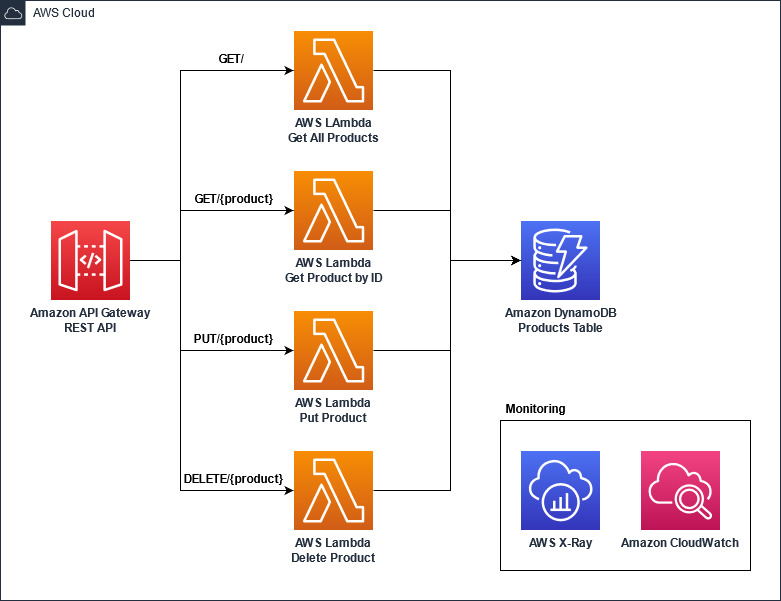 AWS Cloud
GET/
AWS LAmbda
Get All Products
GET/{product}
AWS Lambda
Get Product by ID
Amazon API Gateway
REST API
Amazon DynamoDB
Products Table
PUT/{product}
AWS Lambda
Put Product
Monitoring
DELETE/{product}
AWS Lambda
Delete Product
AWS X-Ray
Amazon CloudWatch